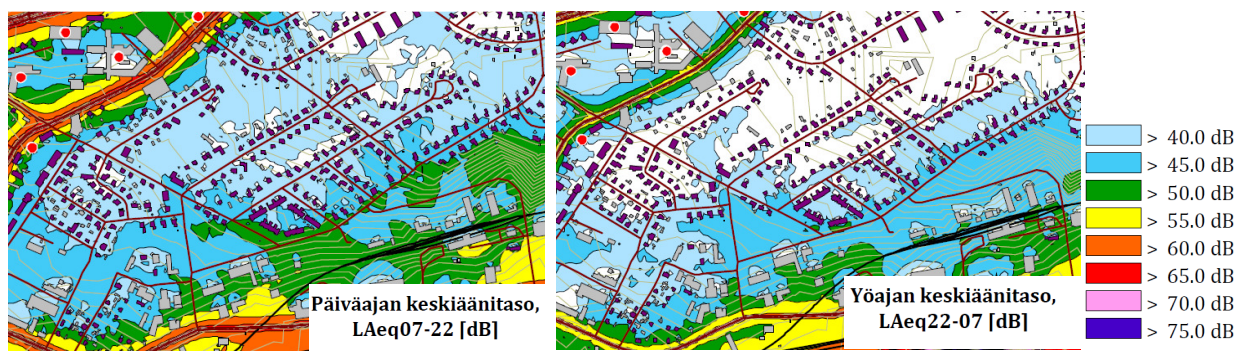 Päiväajan keskiäänitaso,
LAeq07-22 [dB]
Yöajan keskiäänitaso,
LAeq22-07 [dB]
> 40.0 dB
> 45.0 dB
> 50.0 dB
> 55.0 dB
> 60.0 dB
> 65.0 dB
> 70.0 dB
> 75.0 dB